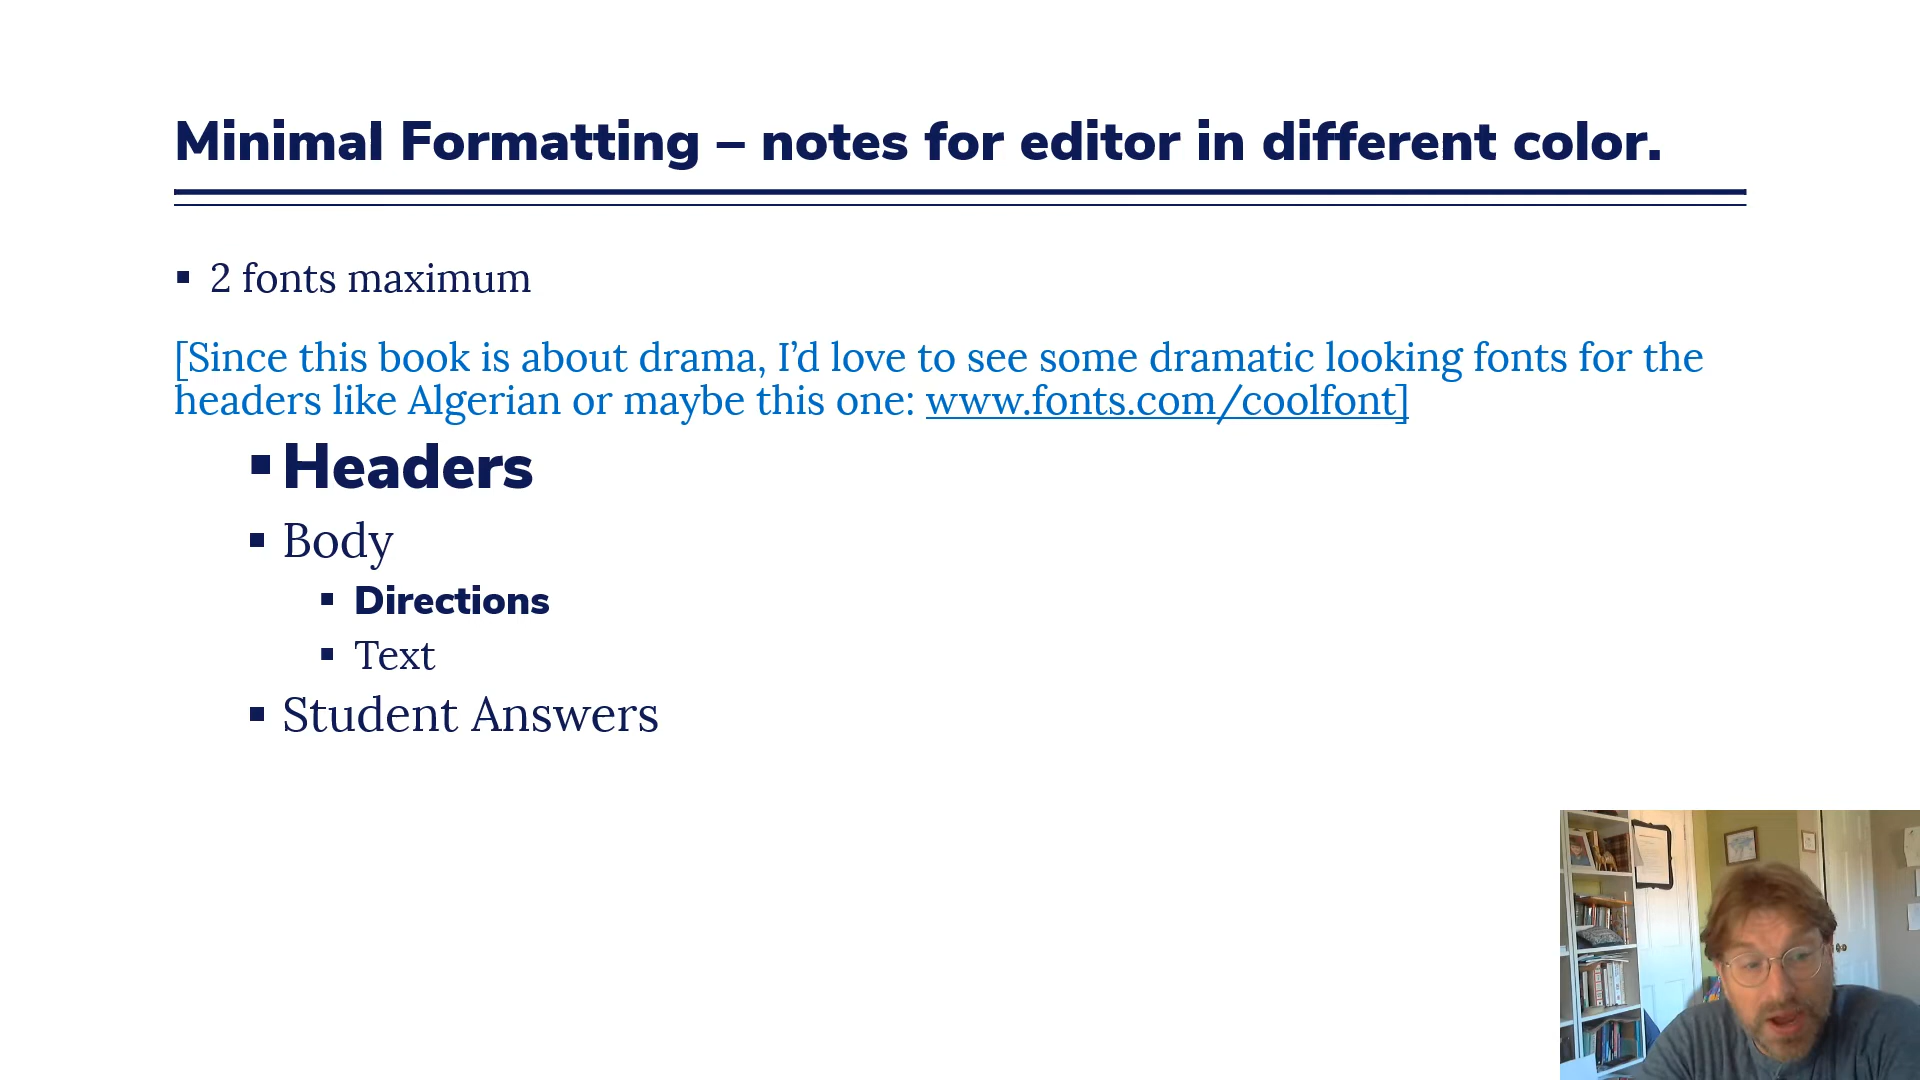 Minimal Formatting – notes for editor in different color.
▪ 2 fonts maximum
[Since this book is about drama, I’d love to see some dramatic looking fonts for the
headers like Algerian or maybe this one: www.fonts.com/coolfont]
▪ Headers
▪ Body
▪ Directions
▪ Text
▪ Student Answers